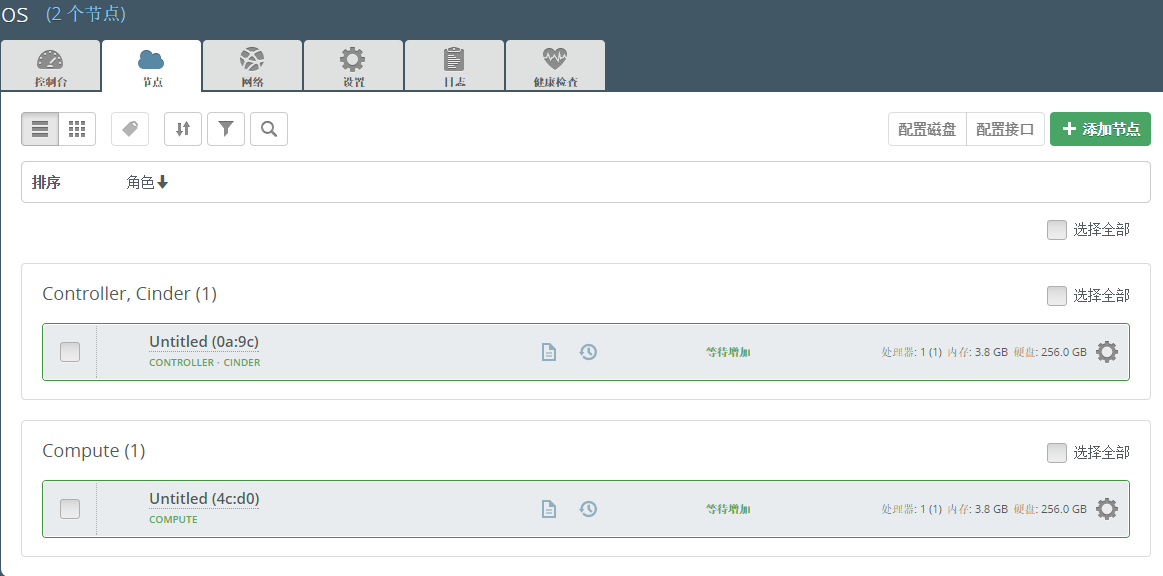 OS (2 个节点)
控制台 节点 网络 设置 日志 健康检查
配置磁盘 配置接口 添加节点
排序 角色
选择全部
Controller, Cinder (1) 选择全部
Untitled (0a:9c)
CONTROLLER · CINDER
等待增加
处理器: 1 (1) 内存: 3.8 GB 硬盘: 256.0 GB
Compute (1) 选择全部
Untitled (4c:d0)
COMPUTE
等待增加
处理器: 1 (1) 内存: 3.8 GB 硬盘: 256.0 GB